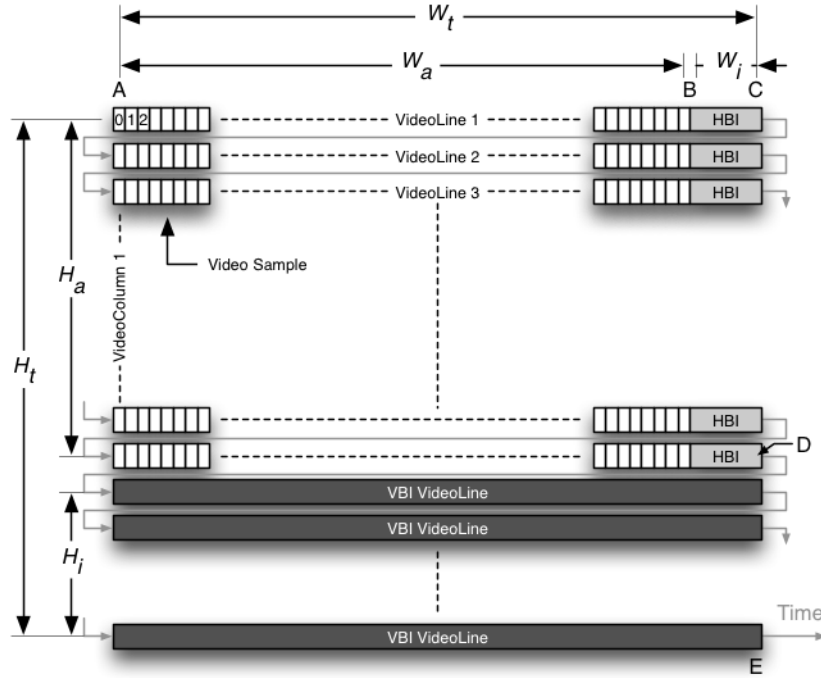 Wt
Wa
Wi
A
B
C
0 1 2
VideoLine 1
HBI
VideoLine 2
HBI
VideoLine 3
HBI
Video Sample
VideoColumn 1
Ha
Ht
HBI
HBI
D
VBI VideoLine
VBI VideoLine
Hi
Time
VBI VideoLine
E